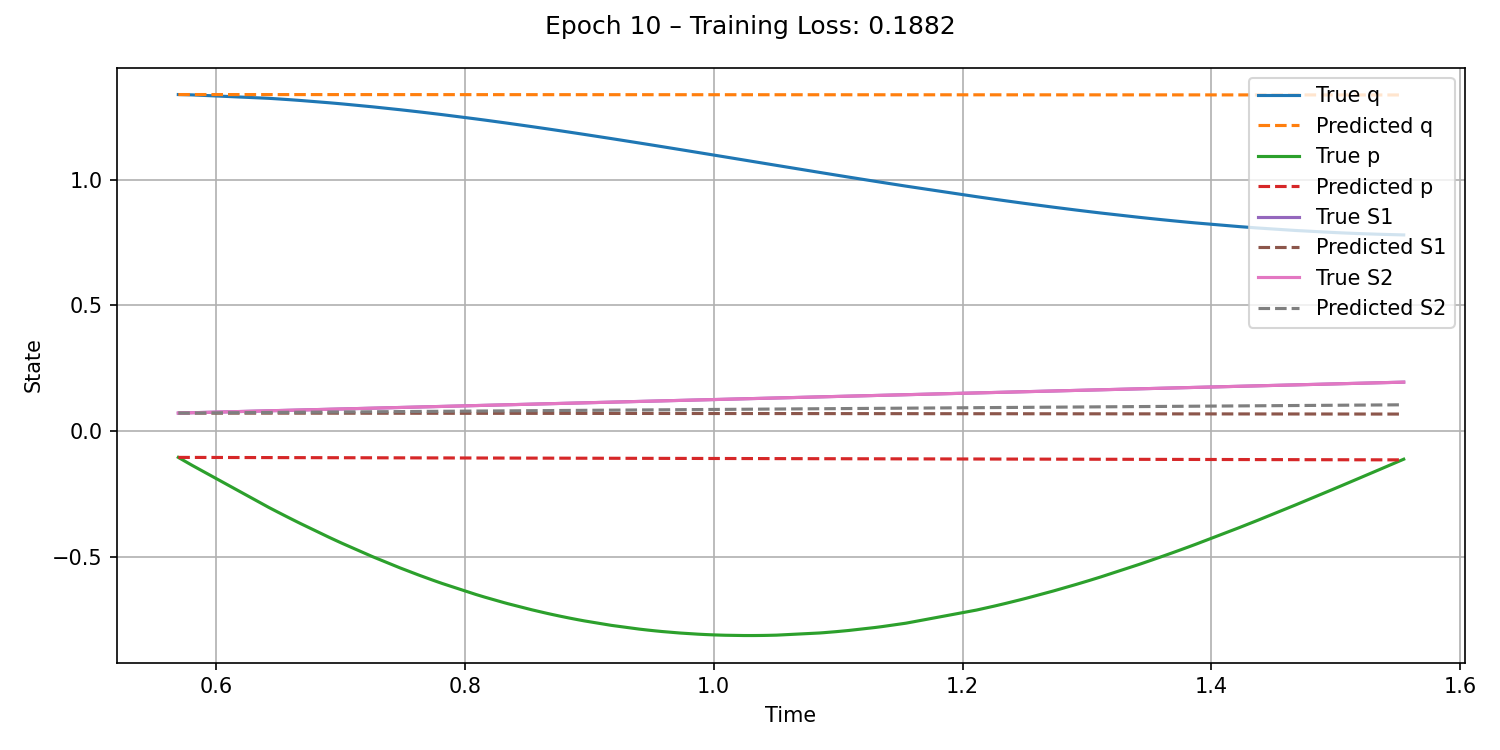 Epoch 10 – Training Loss: 0.1882
True q
Predicted q
True p
Predicted p
True S1
Predicted S1
True S2
Predicted S2
1.0
0.5
0.0
−0.5
State
0.6
0.8
1.0
1.2
1.4
1.6
Time